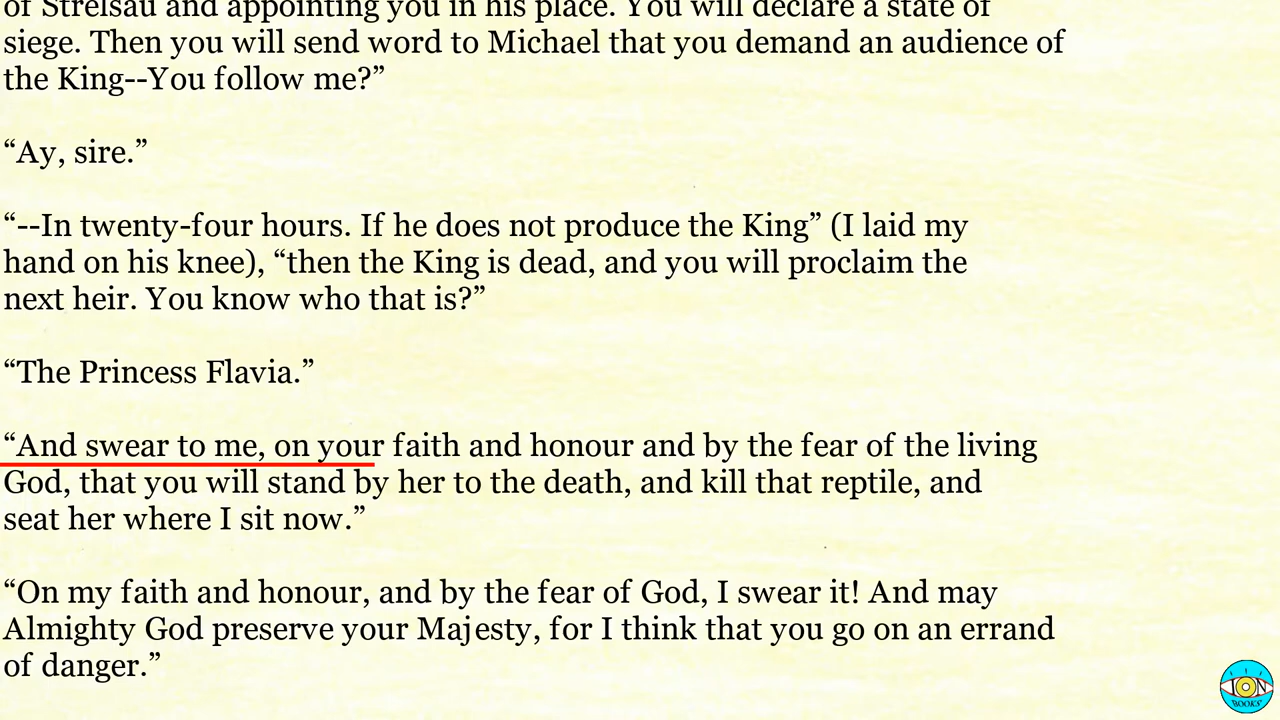 of Strelsau and appointing you in his place. You will declare a state of
siege. Then you will send word to Michael that you demand an audience of
the King--You follow me?”
“Ay, sire.”
“--In twenty-four hours. If he does not produce the King” (I laid my
hand on his knee), “then the King is dead, and you will proclaim the
next heir. You know who that is?”
“The Princess Flavia.”
“And swear to me, on your faith and honour and by the fear of the living
God, that you will stand by her to the death, and kill that reptile, and
seat her where I sit now.”
“On my faith and honour, and by the fear of God, I swear it! And may
Almighty God preserve your Majesty, for I think that you go on an errand
of danger.”
ION
BOOKS